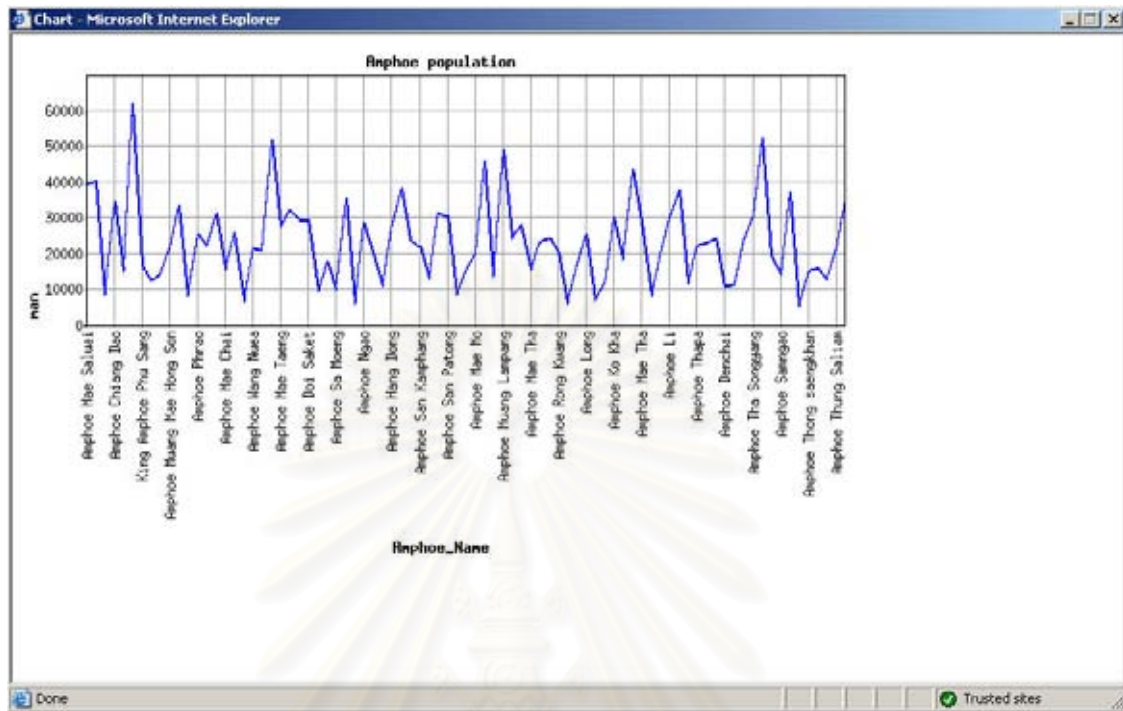 Chart - Microsoft Internet Explorer
Amphoe population
60000
50000
40000
30000
20000
10000
0
man
Amphoe Mae Saluai
Amphoe Chiang Dao
King Amphoe Phu Sang
Amphoe Muang Mae Hong Son
Amphoe Phrao
Amphoe Mae Chai
Amphoe Wang Nuea
Amphoe Mae Taeng
Amphoe Doi Saket
Amphoe Sa Moeng
Amphoe Ngao
Amphoe Hang Dong
Amphoe San Kamphang
Amphoe San Patong
Amphoe Mae Mo
Amphoe Muang Lampang
Amphoe Mae Tha
Amphoe Rong Kwang
Amphoe Long
Amphoe Ko Kha
Amphoe Mae Tha
Amphoe Li
Amphoe Thapa
Amphoe Denchai
Amphoe Tha Songyang
Amphoe Samngao
Amphoe Thong saengkhan
Amphoe Thung Saliam
Amphoe_Name
Done
Trusted sites